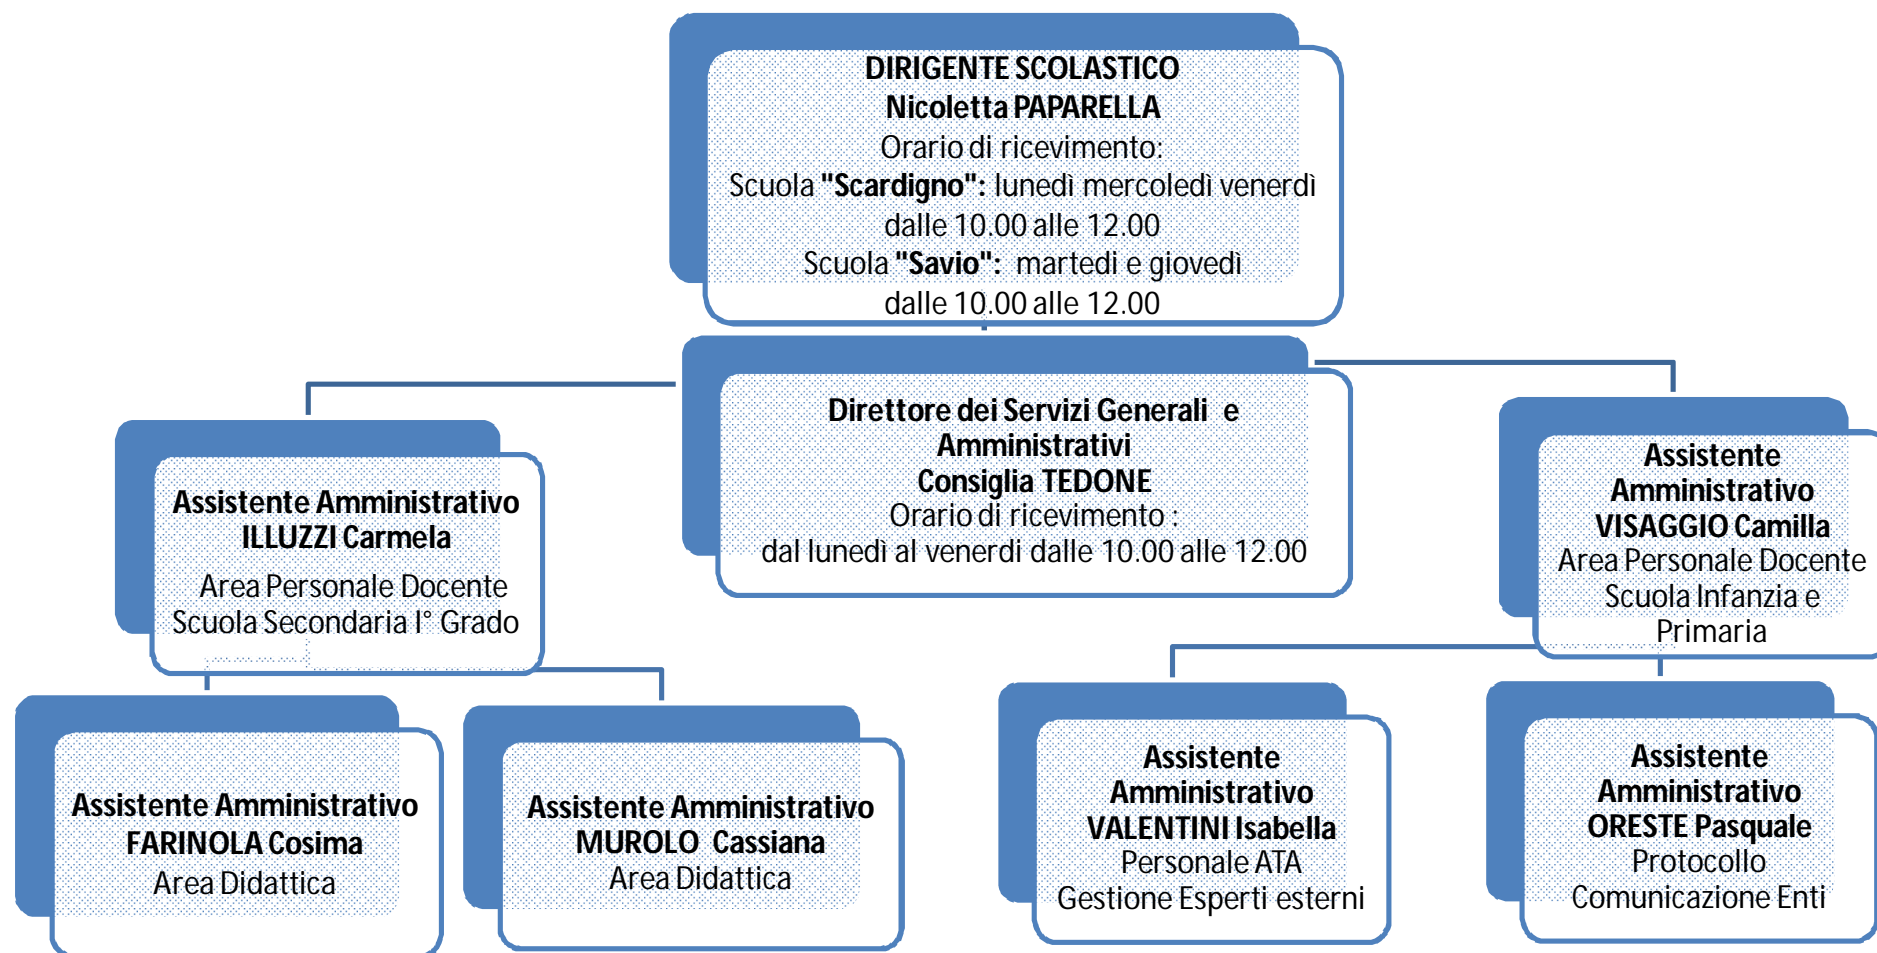 DIRIGENTE SCOLASTICO
Nicoletta PAPARELLA
Orario di ricevimento:
Scuola "Scardigno": lunedì mercoledì venerdì
dalle 10.00 alle 12.00
Scuola "Savio": martedi e giovedì
dalle 10.00 alle 12.00
Direttore dei Servizi Generali e
Amministrativi
Consiglia TEDONE
Orario di ricevimento :
dal lunedì al venerdi dalle 10.00 alle 12.00
Assistente Amministrativo
ILLUZZI Carmela
Area Personale Docente
Scuola Secondaria I° Grado
Assistente
Amministrativo
VISAGGIO Camilla
Area Personale Docente
Scuola Infanzia e
Primaria
Assistente Amministrativo
FARINOLA Cosima
Area Didattica
Assistente Amministrativo
MUROLO Cassiana
Area Didattica
Assistente
Amministrativo
VALENTINI Isabella
Personale ATA
Gestione Esperti esterni
Assistente
Amministrativo
ORESTE Pasquale
Protocollo
Comunicazione Enti